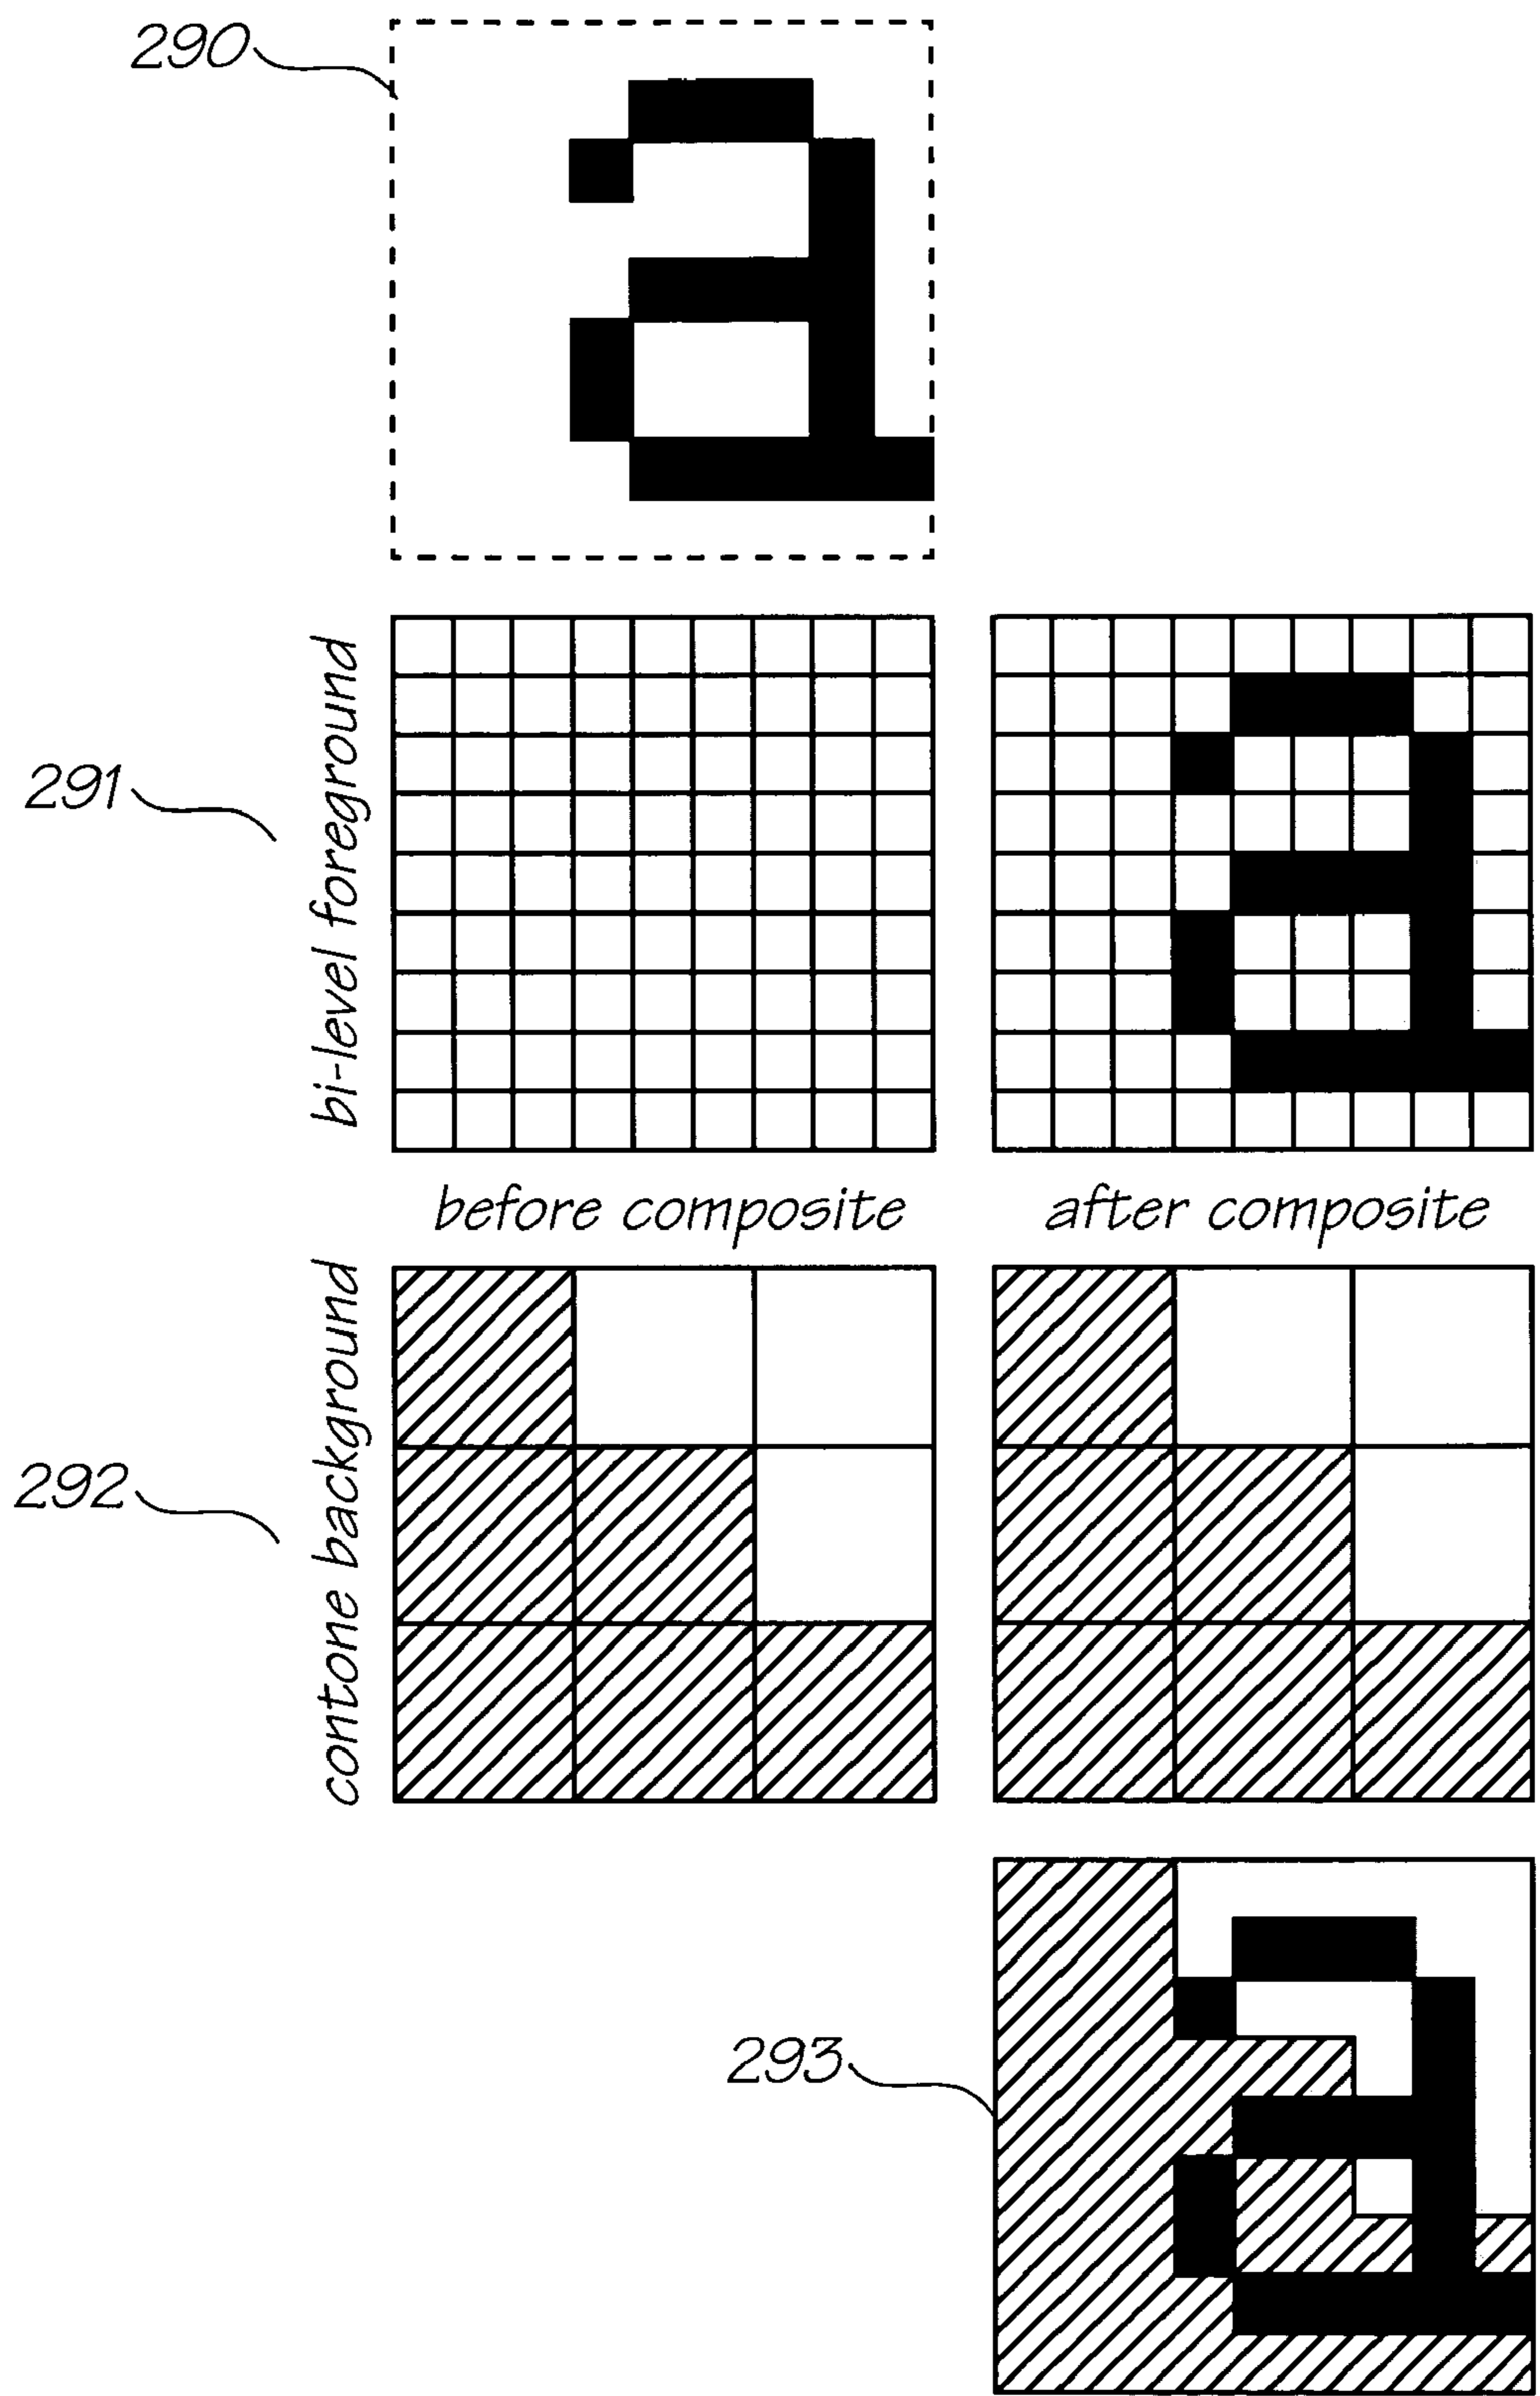 290
a
291
bi-level foreground
a
before composite
after composite
292
contone background
293
a